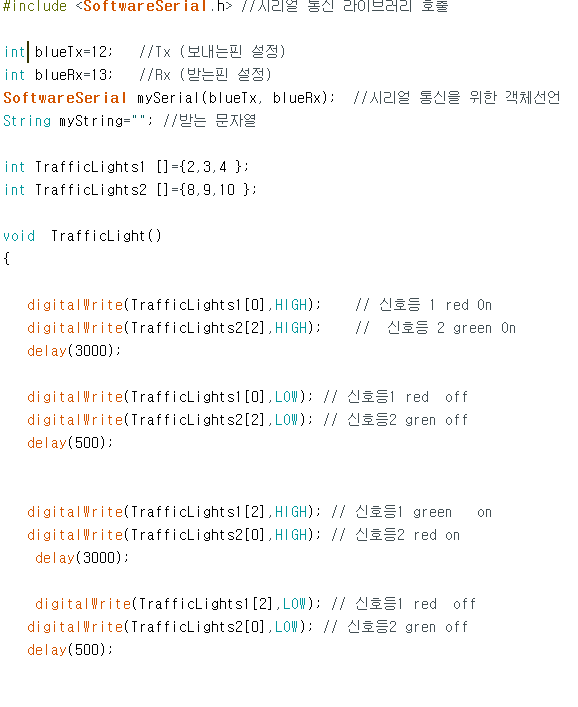 #include <SoftwareSerial.h> //시리얼 통신 라이브러리 호출
int blueTx=12;   //Tx (보내는핀 설정)
int blueRx=13;   //Rx (받는핀 설정)
SoftwareSerial mySerial(blueTx, blueRx);  //시리얼 통신을 위한 객체선언
String myString=""; //받는 문자열
int TrafficLights1 []={2,3,4 };
int TrafficLights2 []={8,9,10 };
void  TrafficLight()
{
digitalWrite(TrafficLights1[0],HIGH);    // 신호등 1 red On
digitalWrite(TrafficLights2[2],HIGH);    //  신호등 2 green On
delay(3000);
digitalWrite(TrafficLights1[0],LOW); // 신호등1 red  off
digitalWrite(TrafficLights2[2],LOW); // 신호등2 gren off
delay(500);
digitalWrite(TrafficLights1[2],HIGH); // 신호등1 green   on
digitalWrite(TrafficLights2[0],HIGH); // 신호등2 red on
delay(3000);
digitalWrite(TrafficLights1[2],LOW); // 신호등1 red  off
digitalWrite(TrafficLights2[0],LOW); // 신호등2 gren off
delay(500);